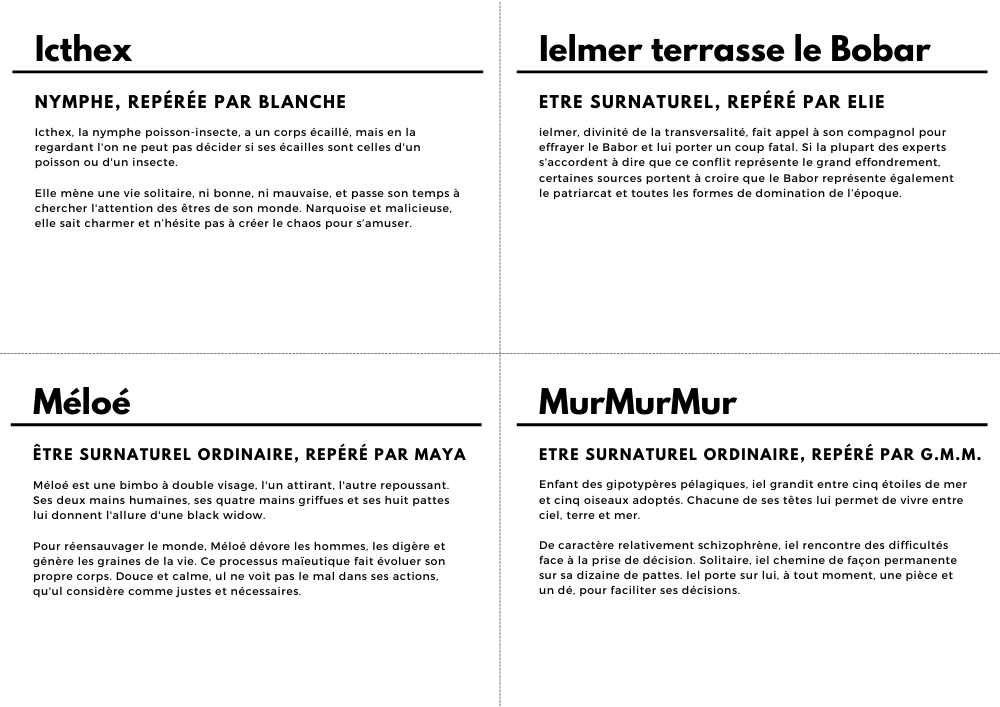 Icthex
NYMPHE, REPÉRÉE PAR BLANCHE
Icthex, la nymphe poisson-insecte, a un corps écaillé, mais en la
regardant l'on ne peut pas décider si ses écailles sont celles d'un
poisson ou d'un insecte.
Elle mène une vie solitaire, ni bonne, ni mauvaise, et passe son temps à
chercher l'attention des êtres de son monde. Narquoise et malicieuse,
elle sait charmer et n'hésite pas à créer le chaos pour s'amuser.
Ielmer terrasse le Bobar
ETRE SURNATUREL, REPÉRÉ PAR ELIE
ielmer, divinité de la transversalité, fait appel à son compagnol pour
effrayer le Babor et lui porter un coup fatal. Si la plupart des experts
s'accordent à dire que ce conflit représente le grand effondrement,
certaines sources portent à croire que le Babor représente également
le patriarcat et toutes les formes de domination de l'époque.
Méloé
ÊTRE SURNATUREL ORDINAIRE, REPÉRÉ PAR MAYA
Méloé est une bimbo à double visage, l'un attirant, l'autre repoussant.
Ses deux mains humaines, ses quatre mains griffues et ses huit pattes
lui donnent l'allure d'une black widow.
Pour réensauvager le monde, Méloé dévore les hommes, les digère et
génère les graines de la vie. Ce processus maïeutique fait évoluer son
propre corps. Douce et calme, ul ne voit pas le mal dans ses actions,
qu'ul considère comme justes et nécessaires.
MurMurMur
ETRE SURNATUREL ORDINAIRE, REPÉRÉ PAR G.M.M.
Enfant des gipotypères pélagiques, iel grandit entre cinq étoiles de mer
et cinq oiseaux adoptés. Chacune de ses têtes lui permet de vivre entre
ciel, terre et mer.
De caractère relativement schizophrène, iel rencontre des difficultés
face à la prise de décision. Solitaire, iel chemine de façon permanente
sur sa dizaine de pattes. Iel porte sur lui, à tout moment, une pièce et
un dé, pour faciliter ses décisions.